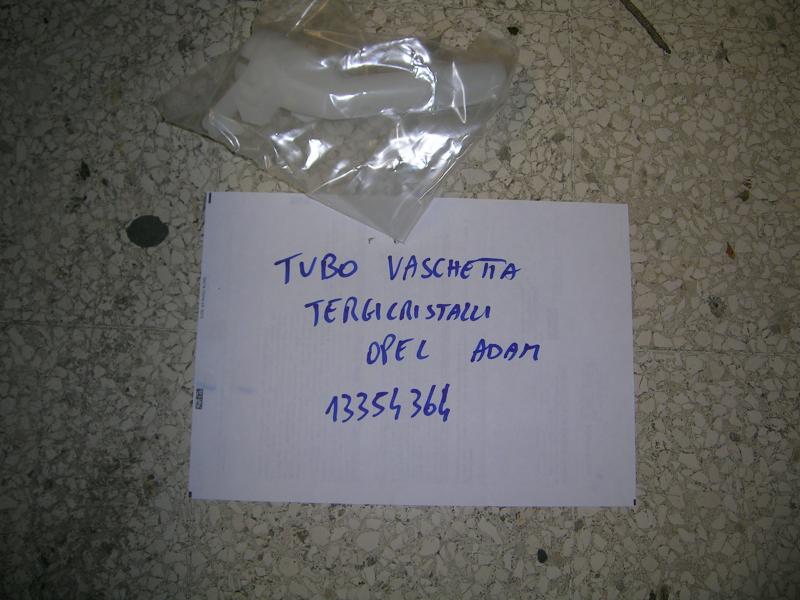 TUBO VASCHETTA
TERGICRISTALLI
OPEL ADAM
13354364